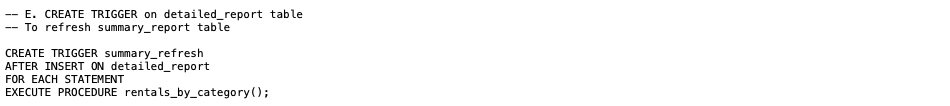 -- E. CREATE TRIGGER on detailed_report table
-- To refresh summary_report table
CREATE TRIGGER summary_refresh
AFTER INSERT ON detailed_report
FOR EACH STATEMENT
EXECUTE PROCEDURE rentals_by_category();